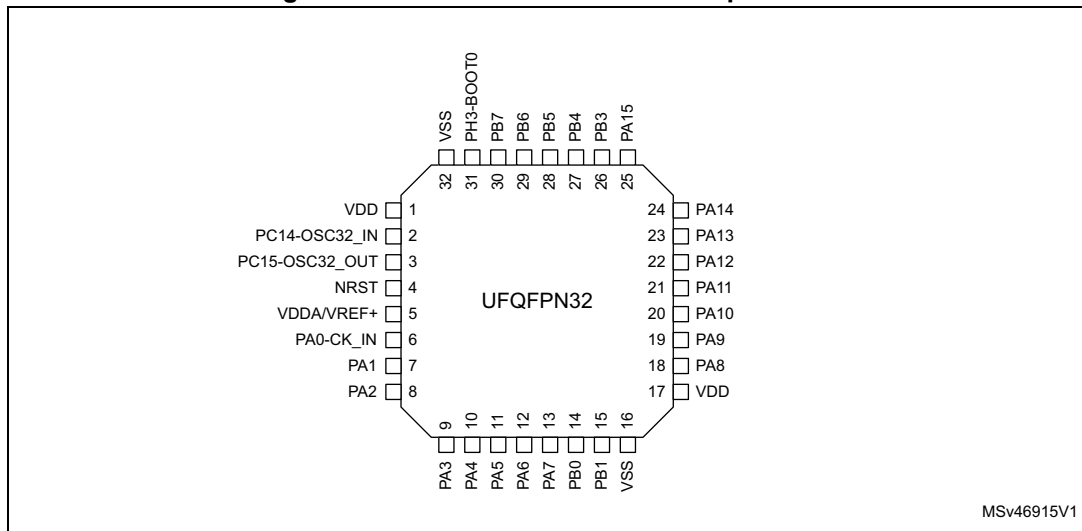 VSS
PH3-BOOT0
PB7
PB6
PB5
PB4
PB3
PA15
32
31
30
29
28
27
26
25
VDD 1
PC14-OSC32_IN 2
PC15-OSC32_OUT 3
NRST 4
VDDA/VREF+ 5
PA0-CK_IN 6
PA1 7
PA2 8
UFQFPN32
24 PA14
23 PA13
22 PA12
21 PA11
20 PA10
19 PA9
18 PA8
17 VDD
9
10
11
12
13
14
15
16
PA3
PA4
PA5
PA6
PA7
PB0
PB1
VSS
MSv46915V1